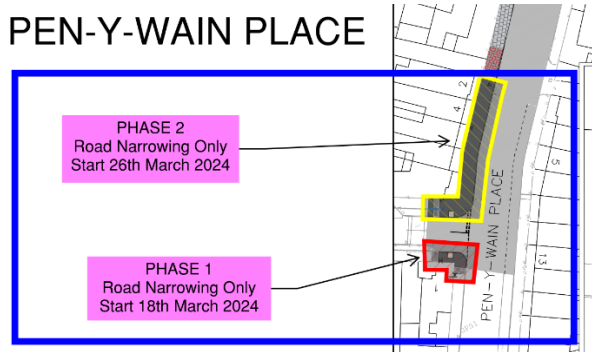 PEN-Y-WAIN PLACE
PHASE 2
Road Narrowing Only
Start 26th March 2024
2
4
5
PEN-Y-WAIN PLACE
13
PHASE 1
Road Narrowing Only
Start 18th March 2024